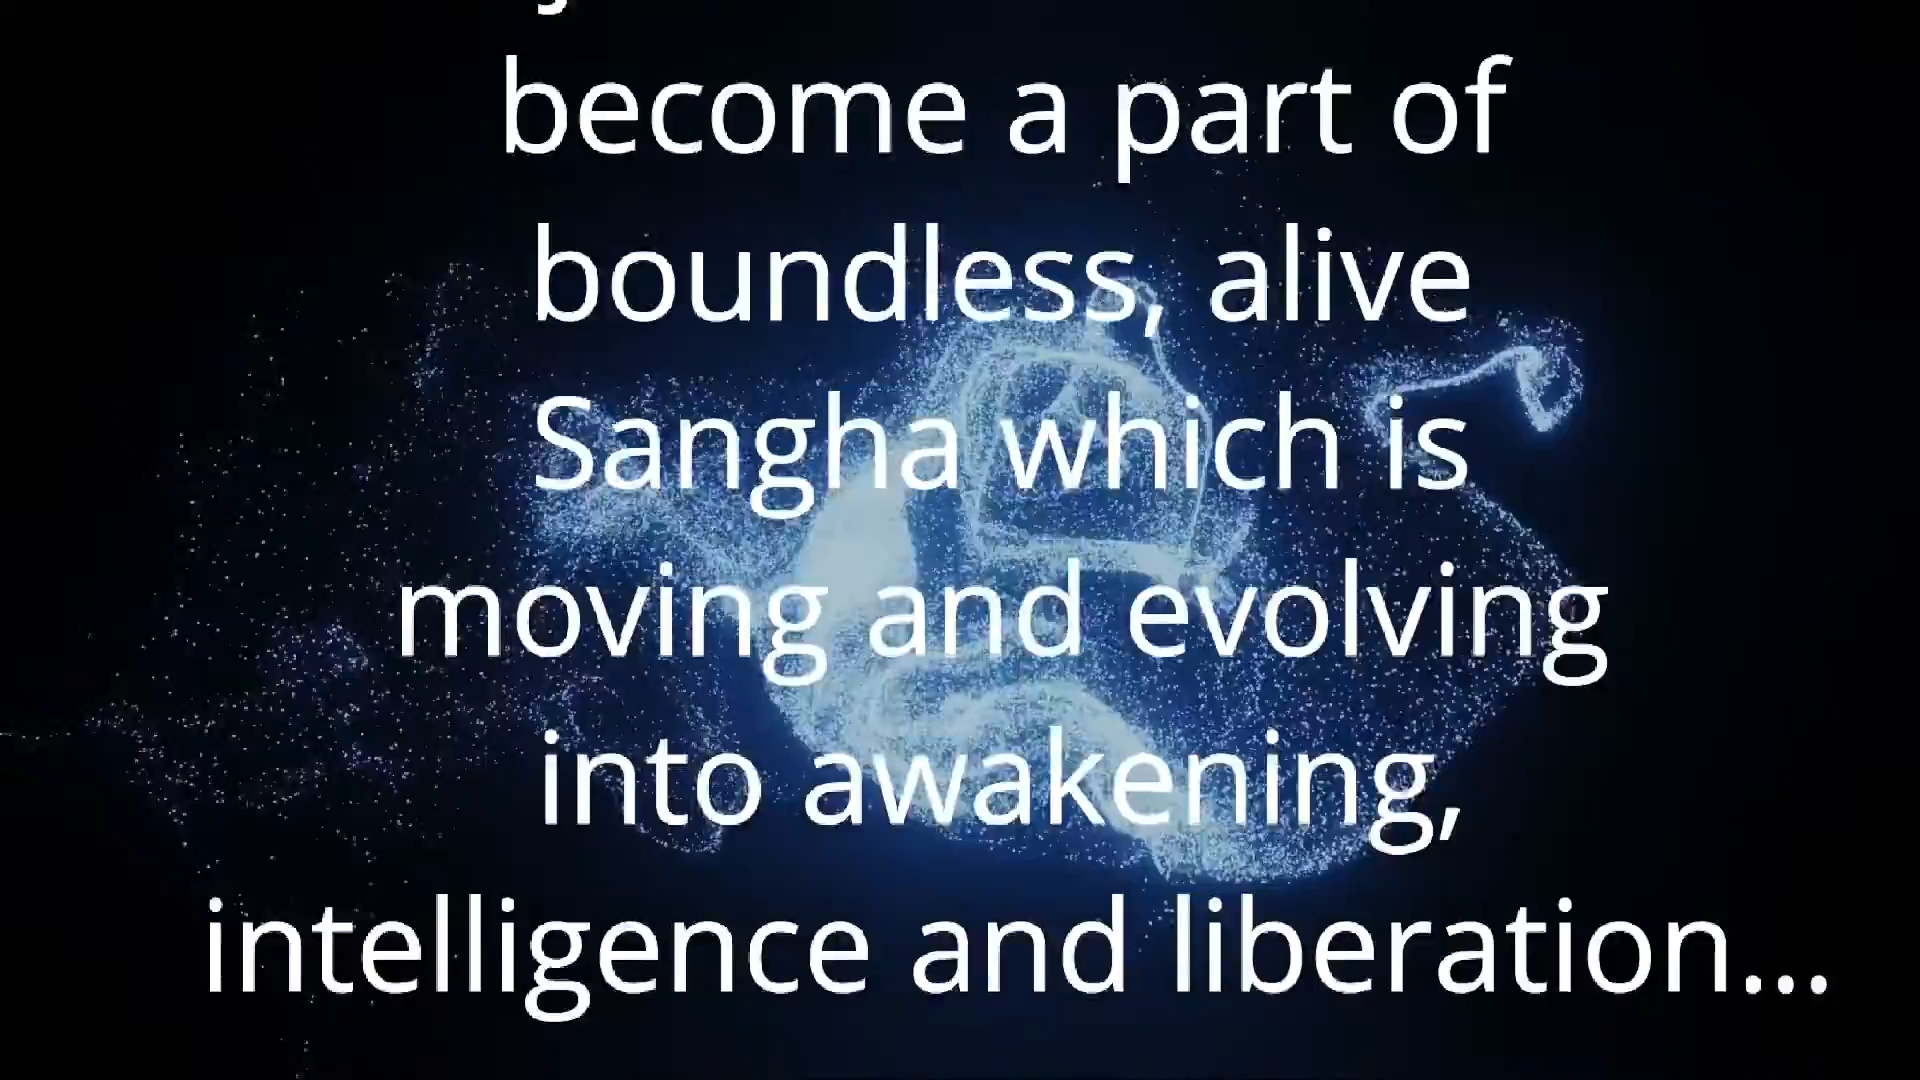 become a part of
boundless, alive
Sangha which is
moving and evolving
into awakening,
intelligence and liberation...